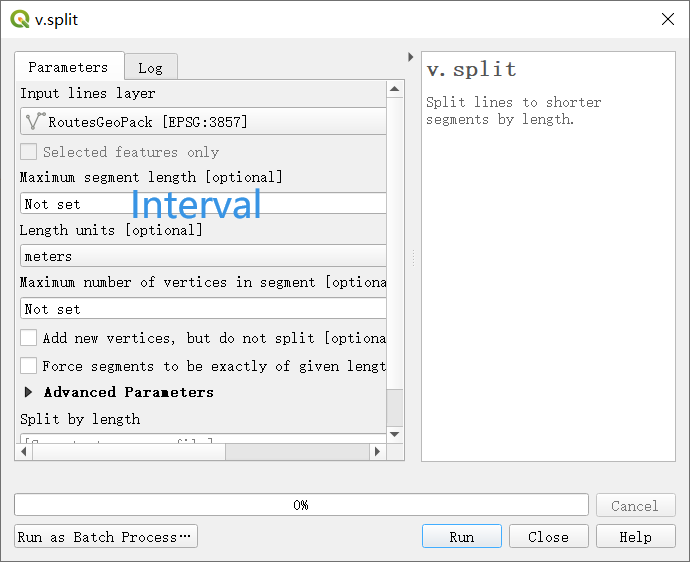 v.split
Parameters
Log
Input lines layer
RoutesGeoPack [EPSG:3857]
Selected features only
Maximum segment length [optional]
Not set
Interval
Length units [optional]
meters
Maximum number of vertices in segment [optiona
Not set
Add new vertices, but do not split [optiona
Force segments to be exactly of given lengt
Advanced Parameters
Split by length
v.split
Split lines to shorter
segments by length.
0%
Cancel
Run as Batch Process…
Run
Close
Help